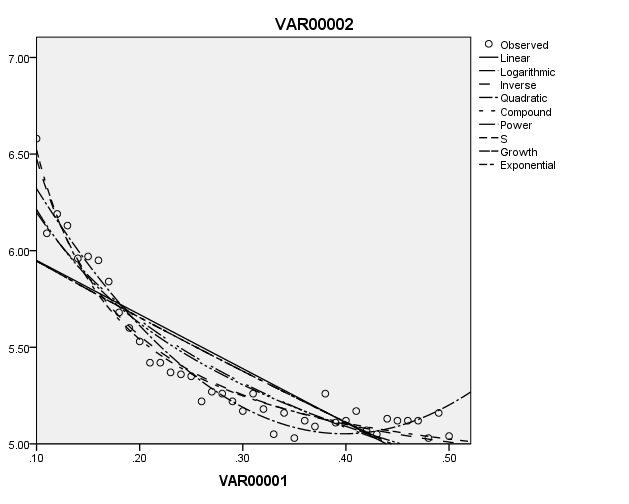 VAR00002
Observed
Linear
Logarithmic
Inverse
Quadratic
Compound
Power
S
Growth
Exponential
7.00
6.50
6.00
5.50
5.00
.10 .20 .30 .40 .50
VAR00001